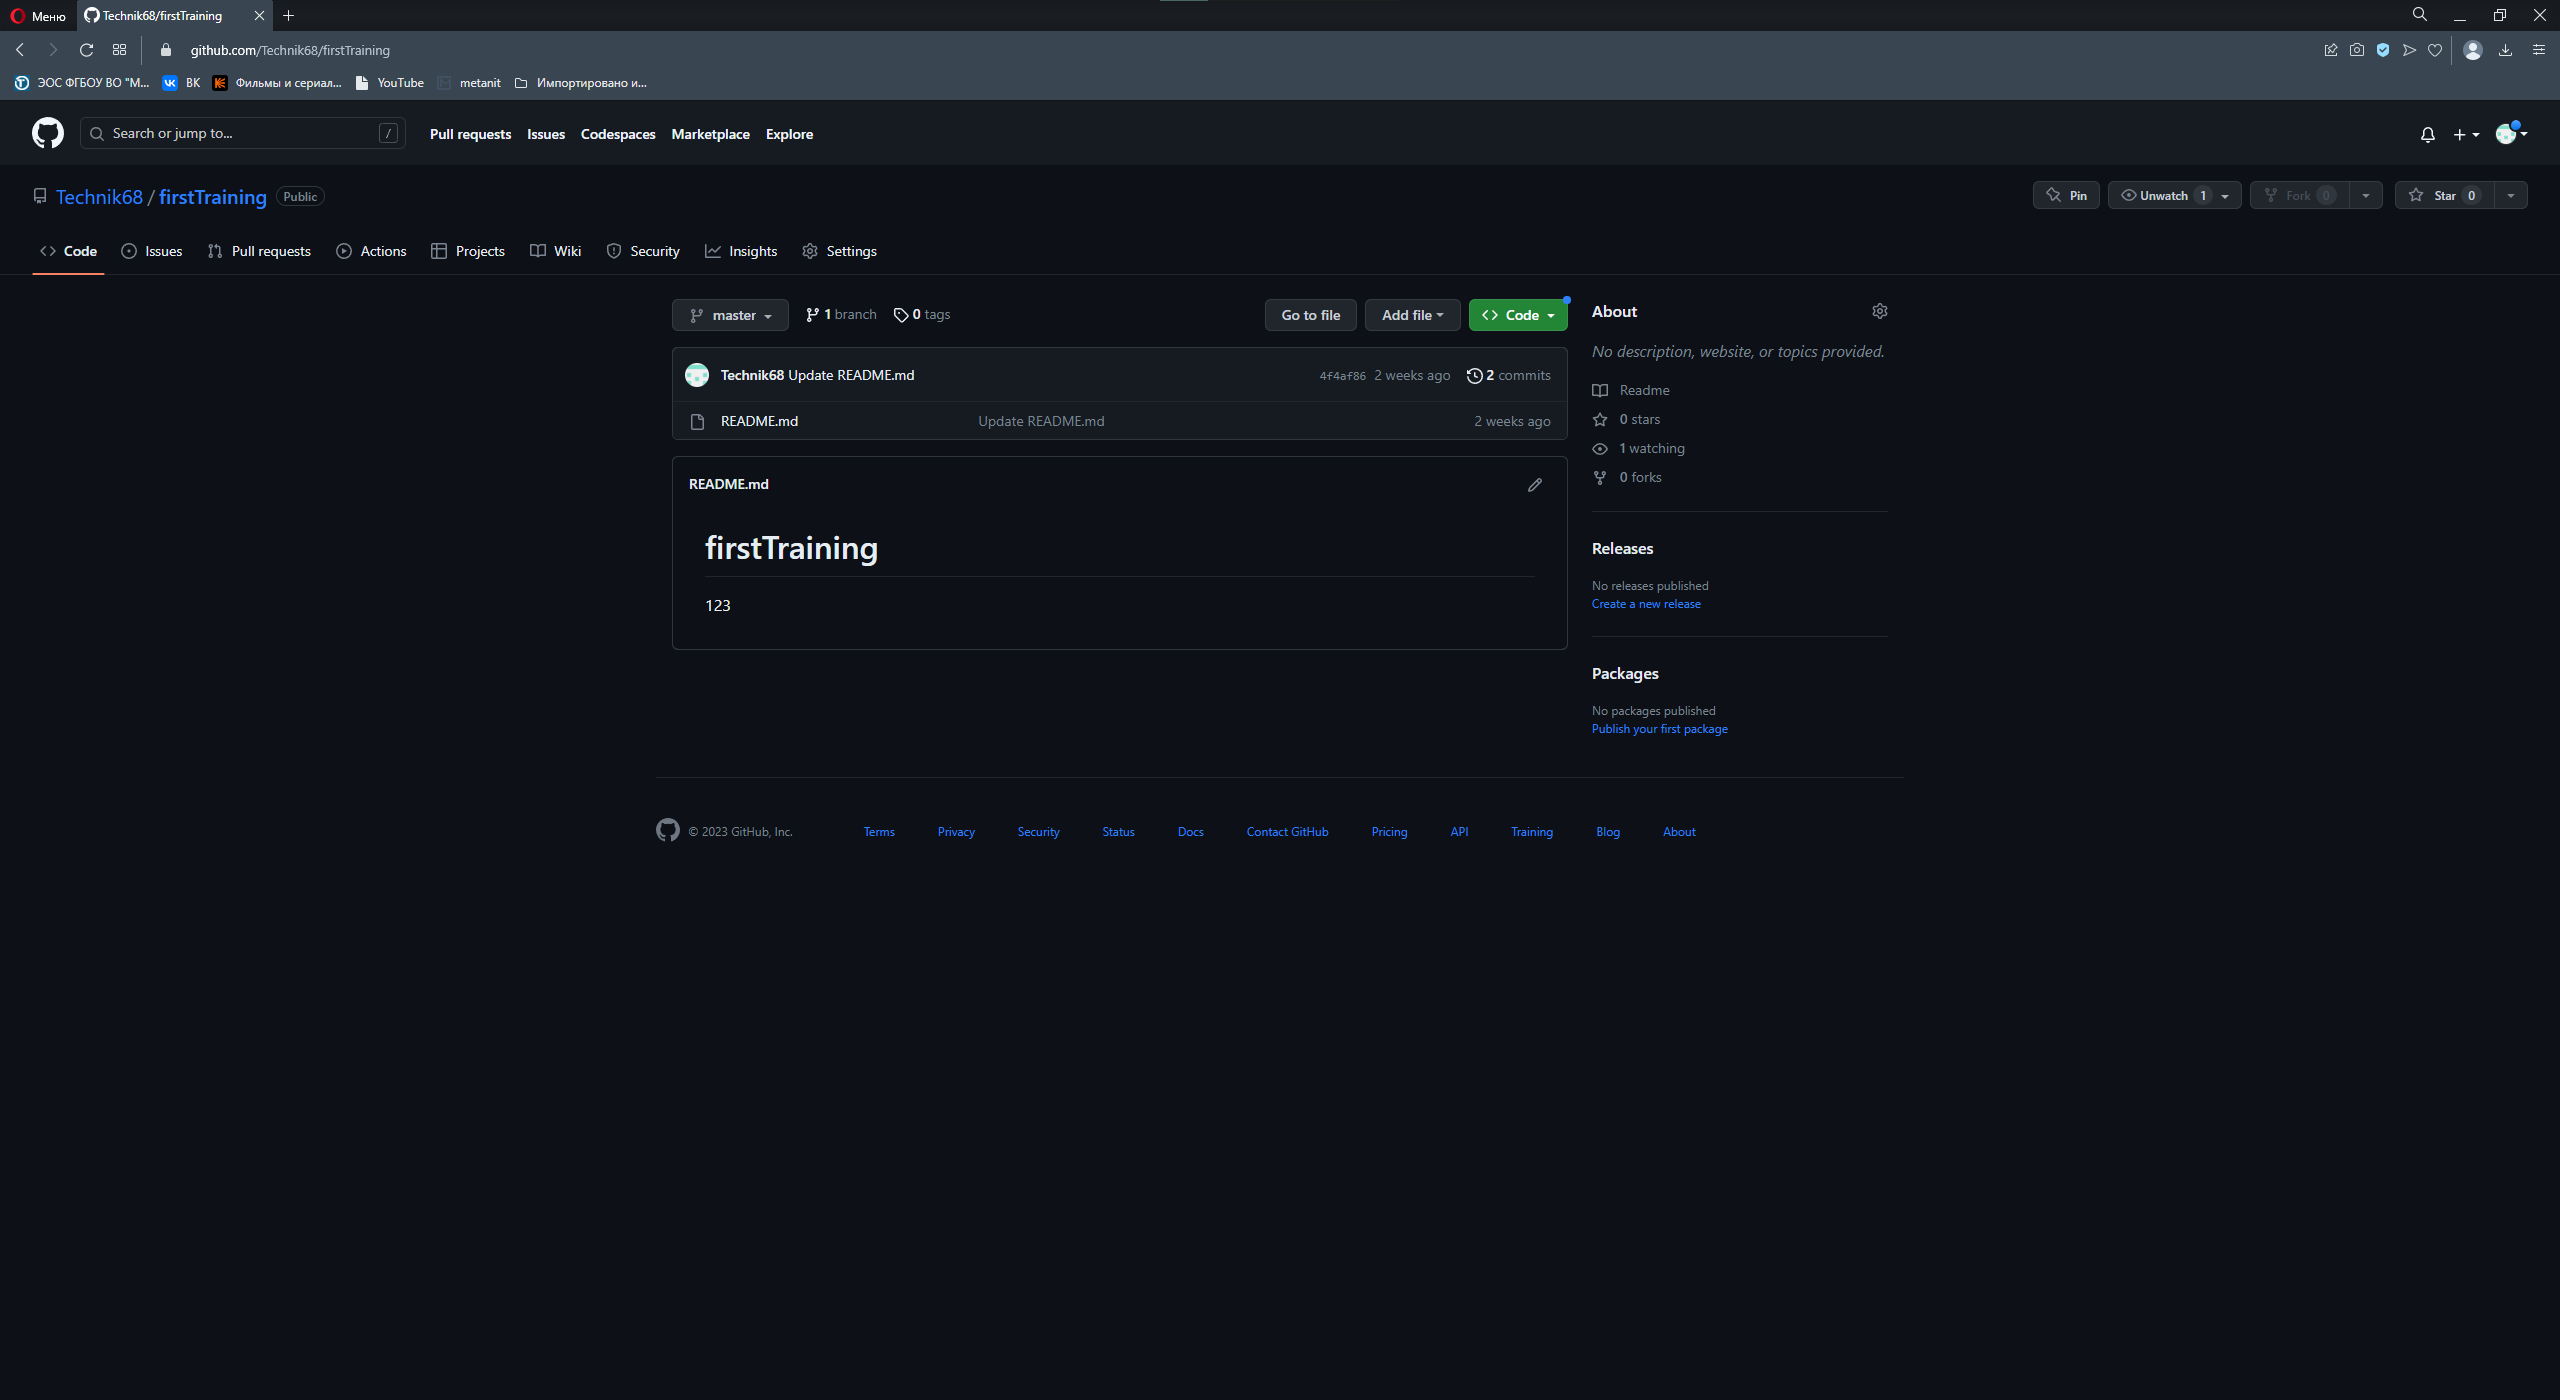 Меню Technik68/firstTraining
github.com/Technik68/firstTraining
ЭОС ФГБОУ ВО "М... ВК Фильмы и сериал... YouTube metanit Импортировано и...
Search or jump to... / Pull requests Issues Codespaces Marketplace Explore
Technik68 / firstTraining Public Pin Unwatch 1 Fork 0 Star 0
Code Issues Pull requests Actions Projects Wiki Security Insights Settings
master 1 branch 0 tags Go to file Add file Code
Technik68 Update README.md 4f4af86 2 weeks ago 2 commits
README.md Update README.md 2 weeks ago
README.md
firstTraining
123
About
No description, website, or topics provided.
Readme
0 stars
1 watching
0 forks
Releases
No releases published
Create a new release
Packages
No packages published
Publish your first package
© 2023 GitHub, Inc. Terms Privacy Security Status Docs Contact GitHub Pricing API Training Blog About